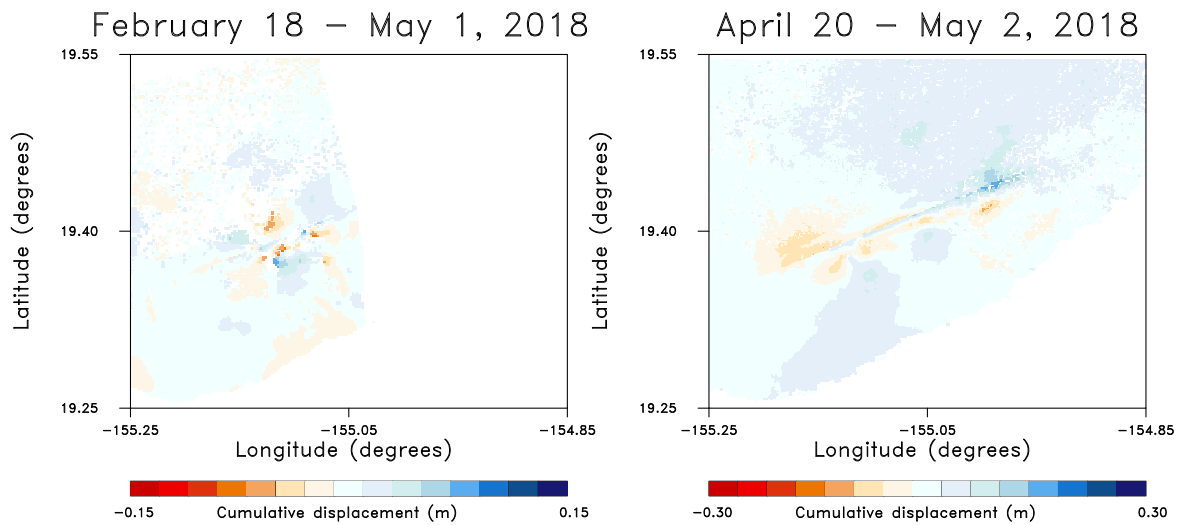 February 18 – May 1, 2018
19.55
19.40
19.25
Latitude (degrees)
−155.25
−155.05
−154.85
Longitude (degrees)
−0.15
Cumulative displacement (m)
0.15
April 20 – May 2, 2018
19.55
19.40
19.25
Latitude (degrees)
−155.25
−155.05
−154.85
Longitude (degrees)
−0.30
Cumulative displacement (m)
0.30